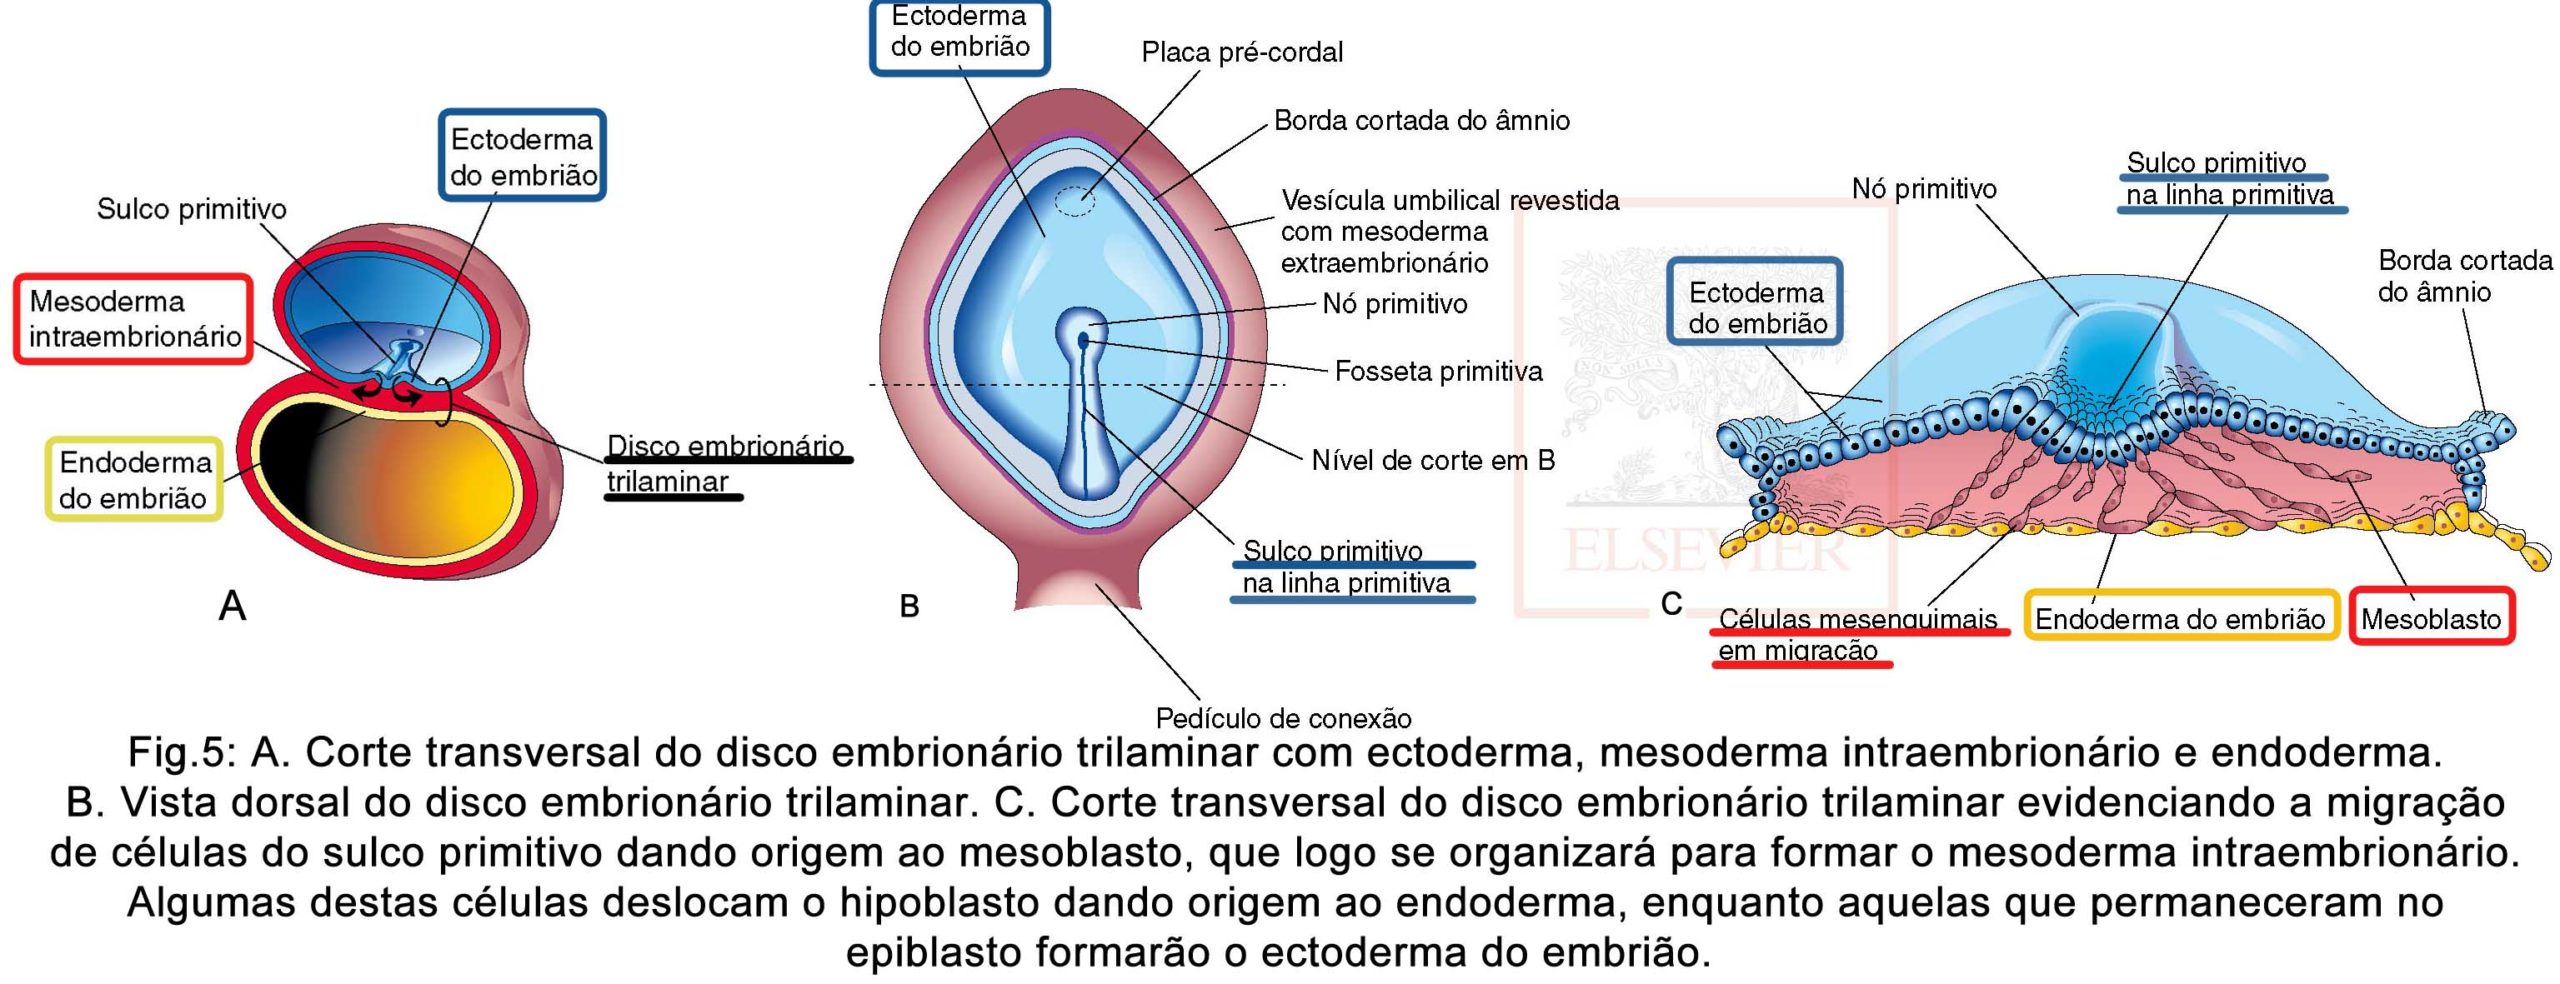 Ectoderma
do embrião
Sulco primitivo
Mesoderma
intraembrionário
Endoderma
do embrião
Disco embrionário
trilaminar
A
Ectoderma
do embrião
Placa pré-cordal
Borda cortada do âmnio
Vesícula umbilical revestida
com mesoderma
extraembrionário
Nó primitivo
Fosseta primitiva
Nível de corte em B
Sulco primitivo
na linha primitiva
Pedículo de conexão
B
Sulco primitivo
na linha primitiva
Nó primitivo
Ectoderma
do embrião
Borda cortada
do âmnio
NON SOLUS
ELSEVIER
C
Células mesenquimais
em migração
Endoderma do embrião
Mesoblasto
Fig.5: A. Corte transversal do disco embrionário trilaminar com ectoderma, mesoderma intraembrionário e endoderma.
B. Vista dorsal do disco embrionário trilaminar. C. Corte transversal do disco embrionário trilaminar evidenciando a migração
de células do sulco primitivo dando origem ao mesoblasto, que logo se organizará para formar o mesoderma intraembrionário.
Algumas destas células deslocam o hipoblasto dando origem ao endoderma, enquanto aquelas que permaneceram no
epiblasto formarão o ectoderma do embrião.